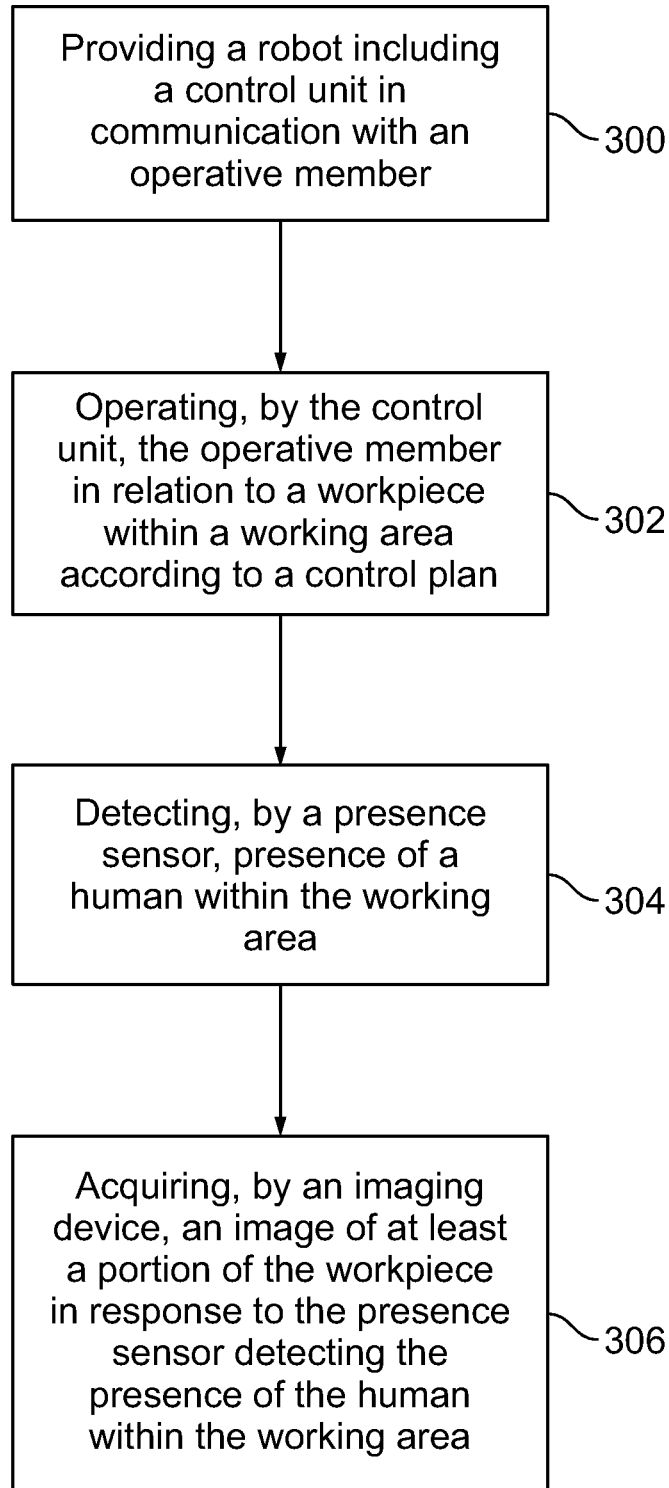 Providing a robot including
a control unit in
communication with an
operative member
300
Operating, by the control
unit, the operative member
in relation to a workpiece
within a working area
according to a control plan
302
Detecting, by a presence
sensor, presence of a
human within the working
area
304
Acquiring, by an imaging
device, an image of at least
a portion of the workpiece
in response to the presence
sensor detecting the
presence of the human
within the working area
306